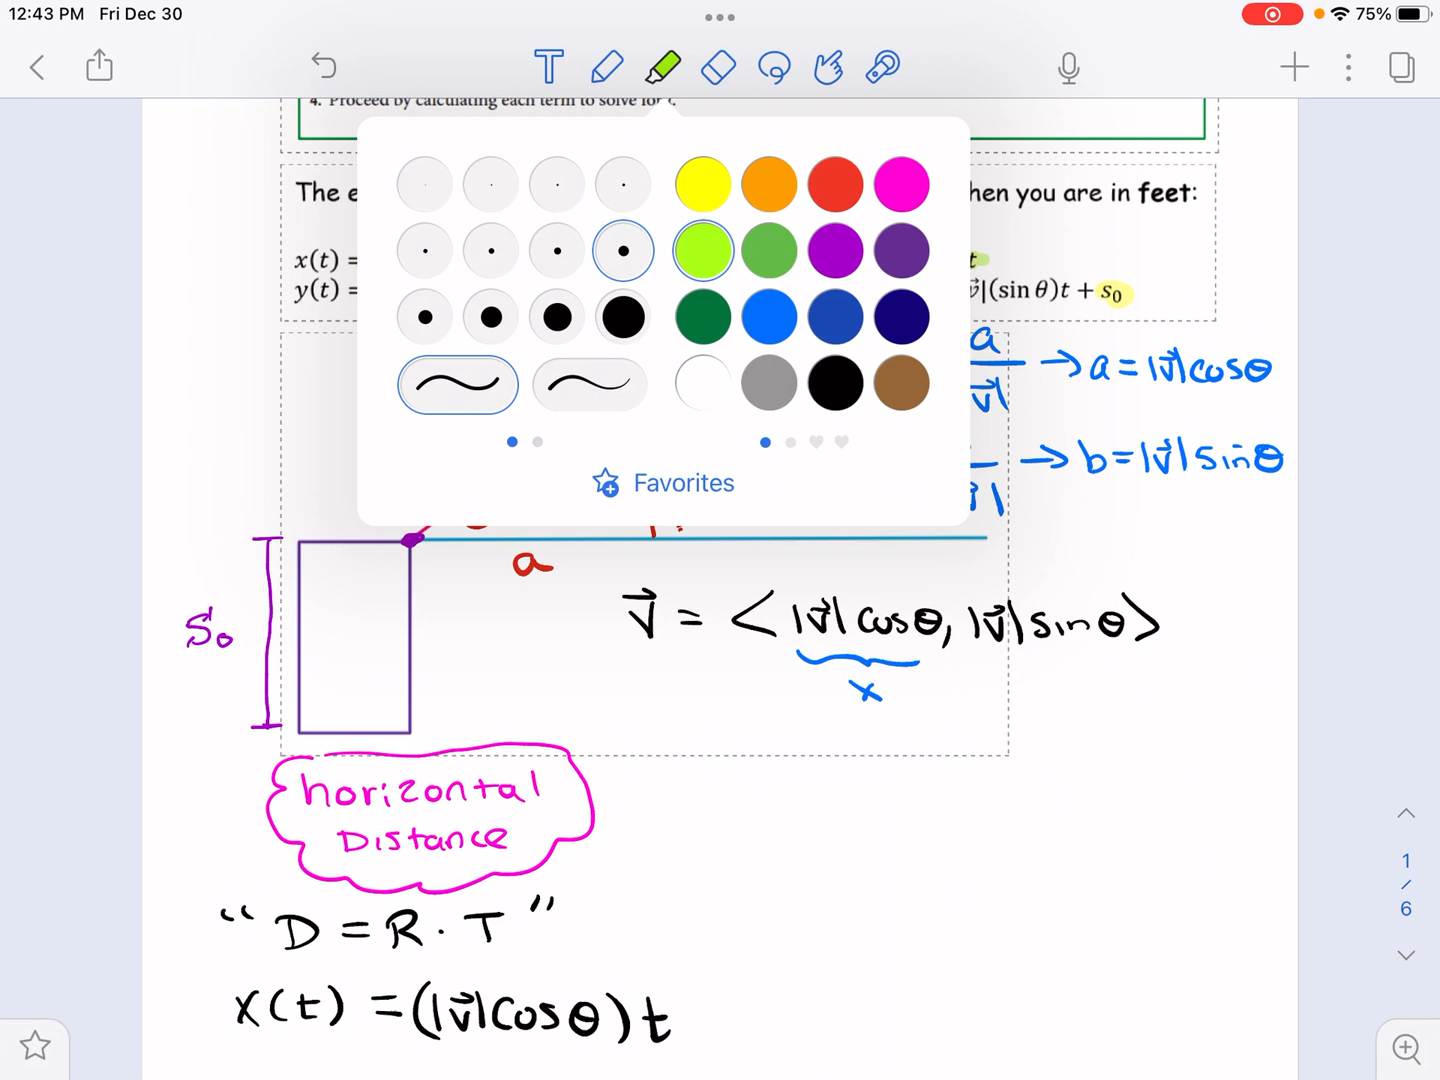 12:43 PM Fri Dec 30
75%
4. Proceed by calculating each term to solve for
The e
hen you are in feet:
x(t) =
t
y(t) =
v⃗|(sin θ)t + s₀
a
|v⃗|
→ a = |v⃗|cosθ
→ b = |v⃗|sinθ
Favorites
a
S₀
v⃗ = <|v⃗|cosθ, |v⃗|sinθ>
x
horizontal
Distance
"D = R · T"
x(t) = (|v⃗|cosθ)t
1
/
6